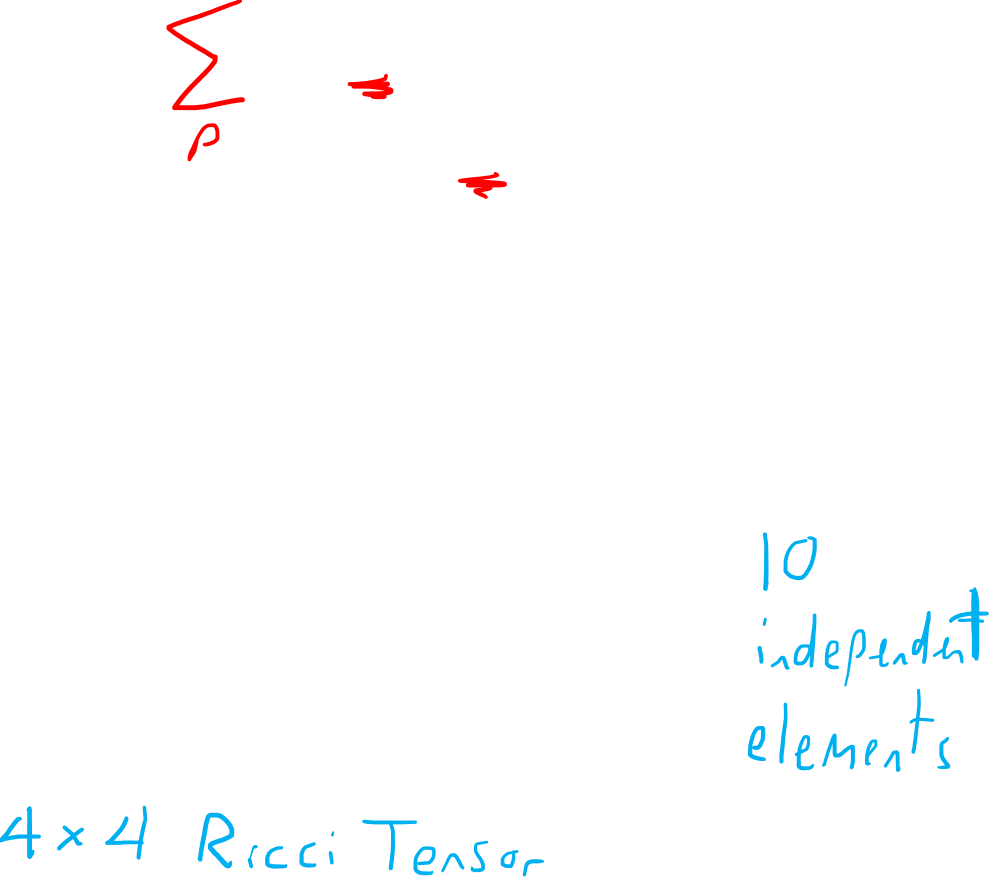 ∑
ρ
10
independent
elements
4 × 4 Ricci Tensor